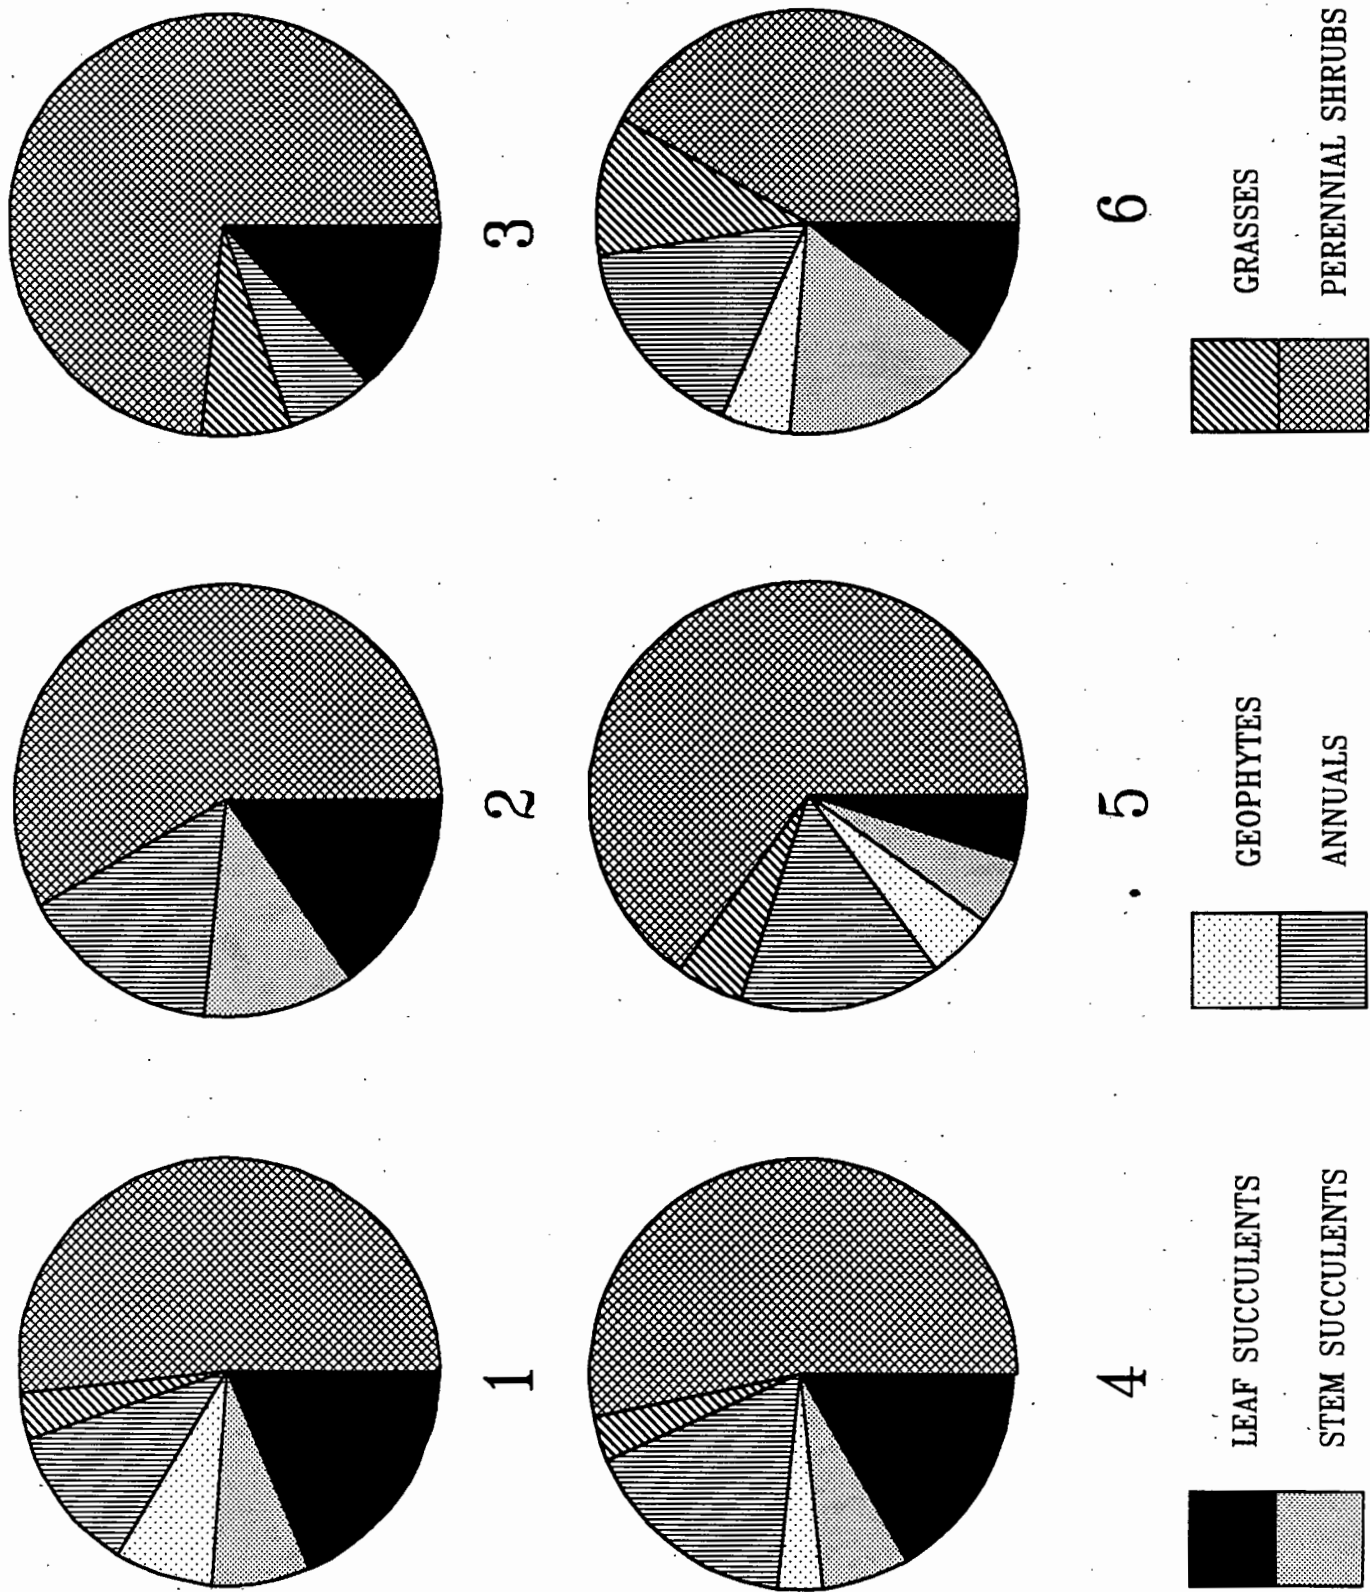 1
2
3
4
5
6
LEAF SUCCULENTS
STEM SUCCULENTS
GEOPHYTES
ANNUALS
GRASSES
PERENNIAL SHRUBS